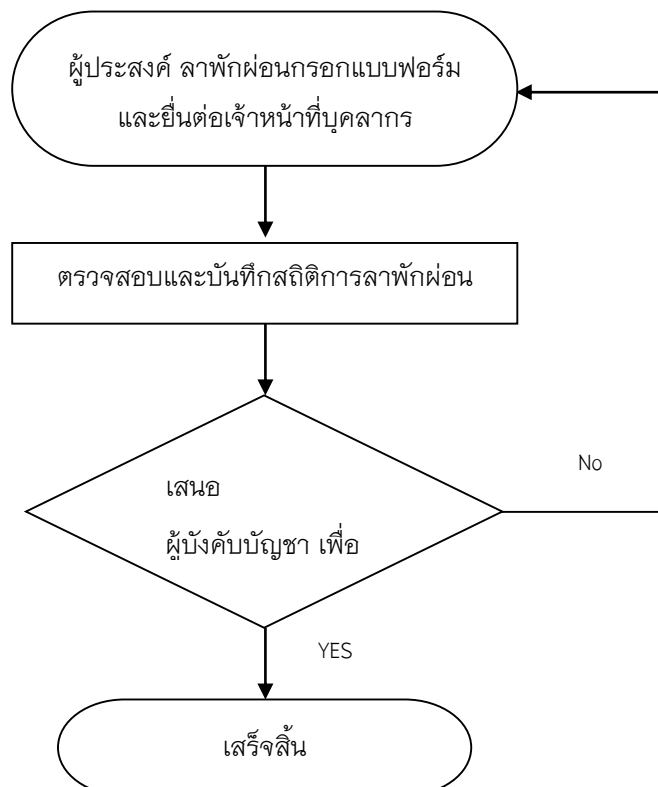 ผู้ประสงค์ ลาพักผ่อนกรอกแบบฟอร์ม
และยื่นต่อเจ้าหน้าที่บุคลากร
ตรวจสอบและบันทึกสถิติการลาพักผ่อน
เสนอ
ผู้บังคับบัญชา เพื่อ
No
YES
เสร็จสิ้น